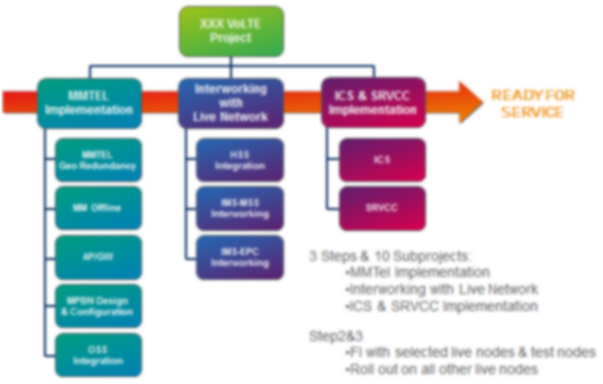 XXX VoLTE
Project
MMTEL
Implementation
Interworking
with
Live Network
ICS & SRVCC
Implementation
READY FOR
SERVICE
MMTEL
Geo Redundancy
MM Offline
AP/GW
MPBN Design
& Configuration
OSS
Integration
HSS
Integration
IMS-MSS
Interworking
IMS-EPC
Interworking
ICS
SRVCC
3 Steps & 10 Subprojects:
•MMTel Implementation
•Interworking with Live Network
•ICS & SRVCC Implementation
Step2&3
•FI with selected live nodes & test nodes
•Roll out on all other live nodes